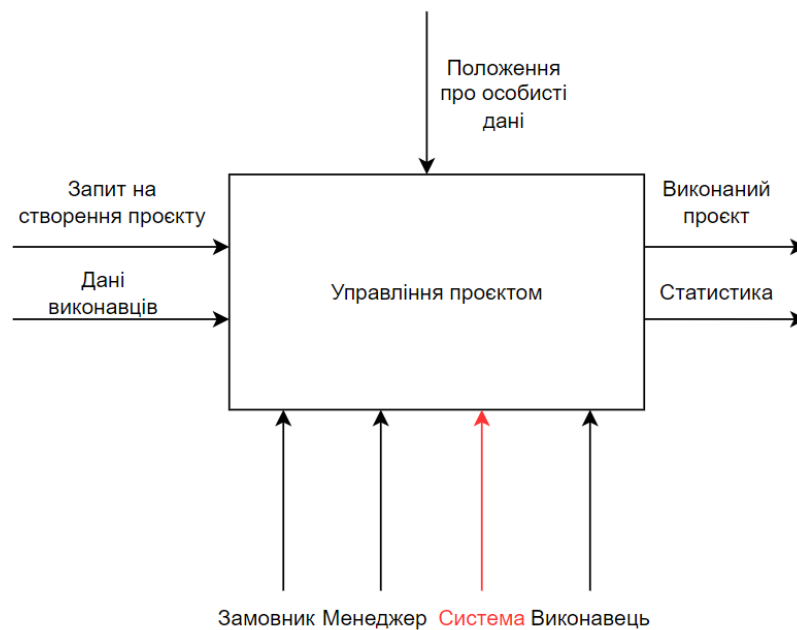 Положення
про особисті
дані
Запит на
створення проєкту
Дані
виконавців
Управління проєктом
Виконаний
проєкт
Статистика
Замовник Менеджер Система Виконавець